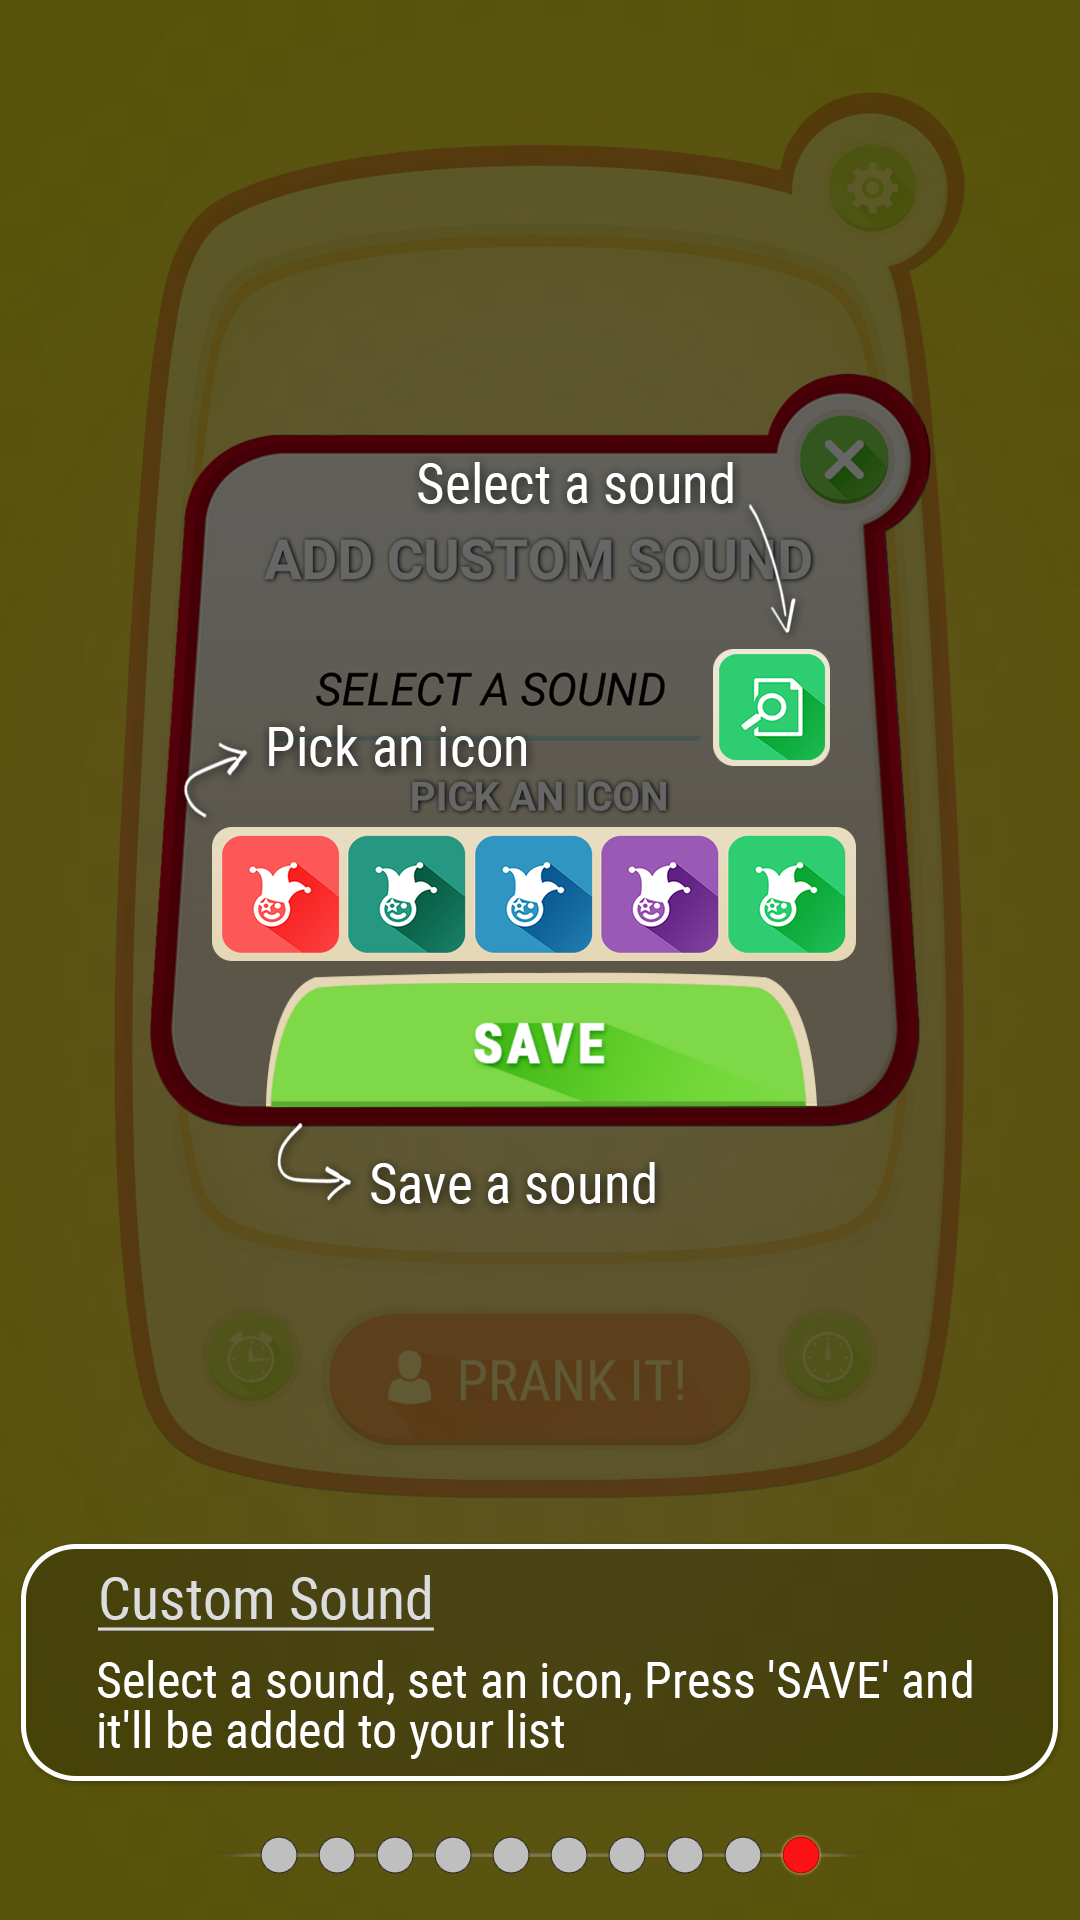 Select a sound
ADD CUSTOM SOUND
SELECT A SOUND
Pick an icon
PICK AN ICON
SAVE
Save a sound
PRANK IT!
Custom Sound
Select a sound, set an icon, Press 'SAVE' and
it'll be added to your list